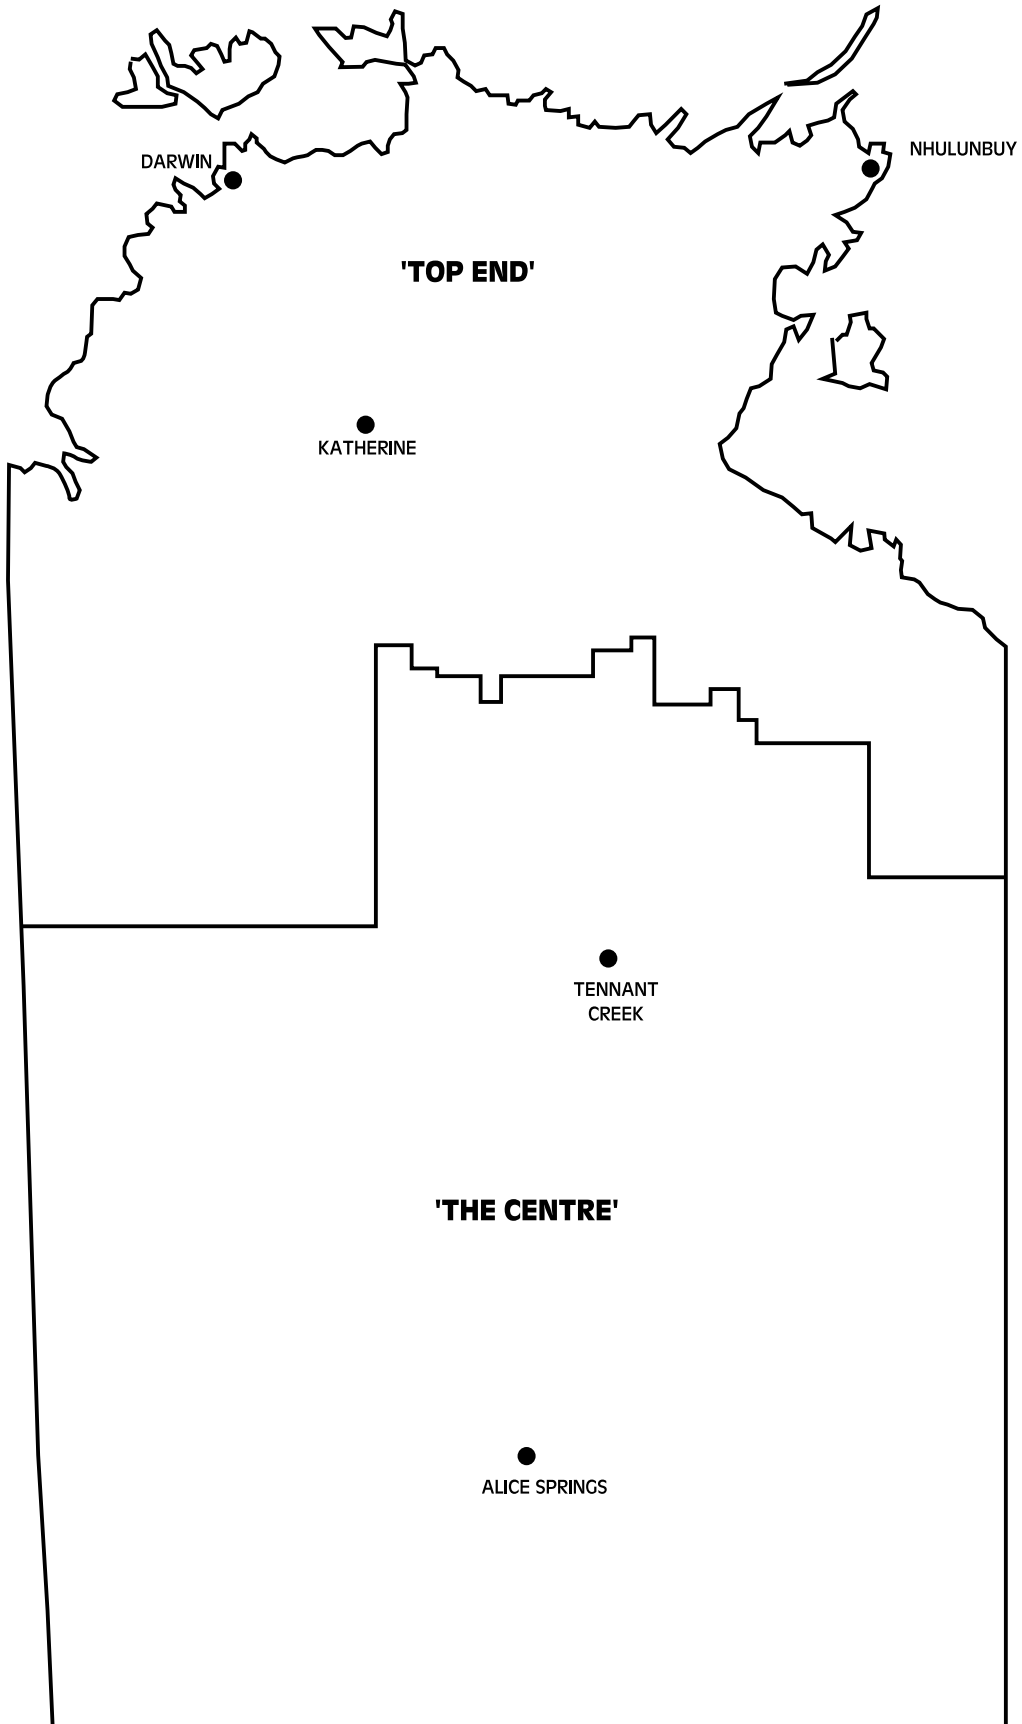 DARWIN
NHULUNBUY
'TOP END'
KATHERINE
TENNANT
CREEK
'THE CENTRE'
ALICE SPRINGS